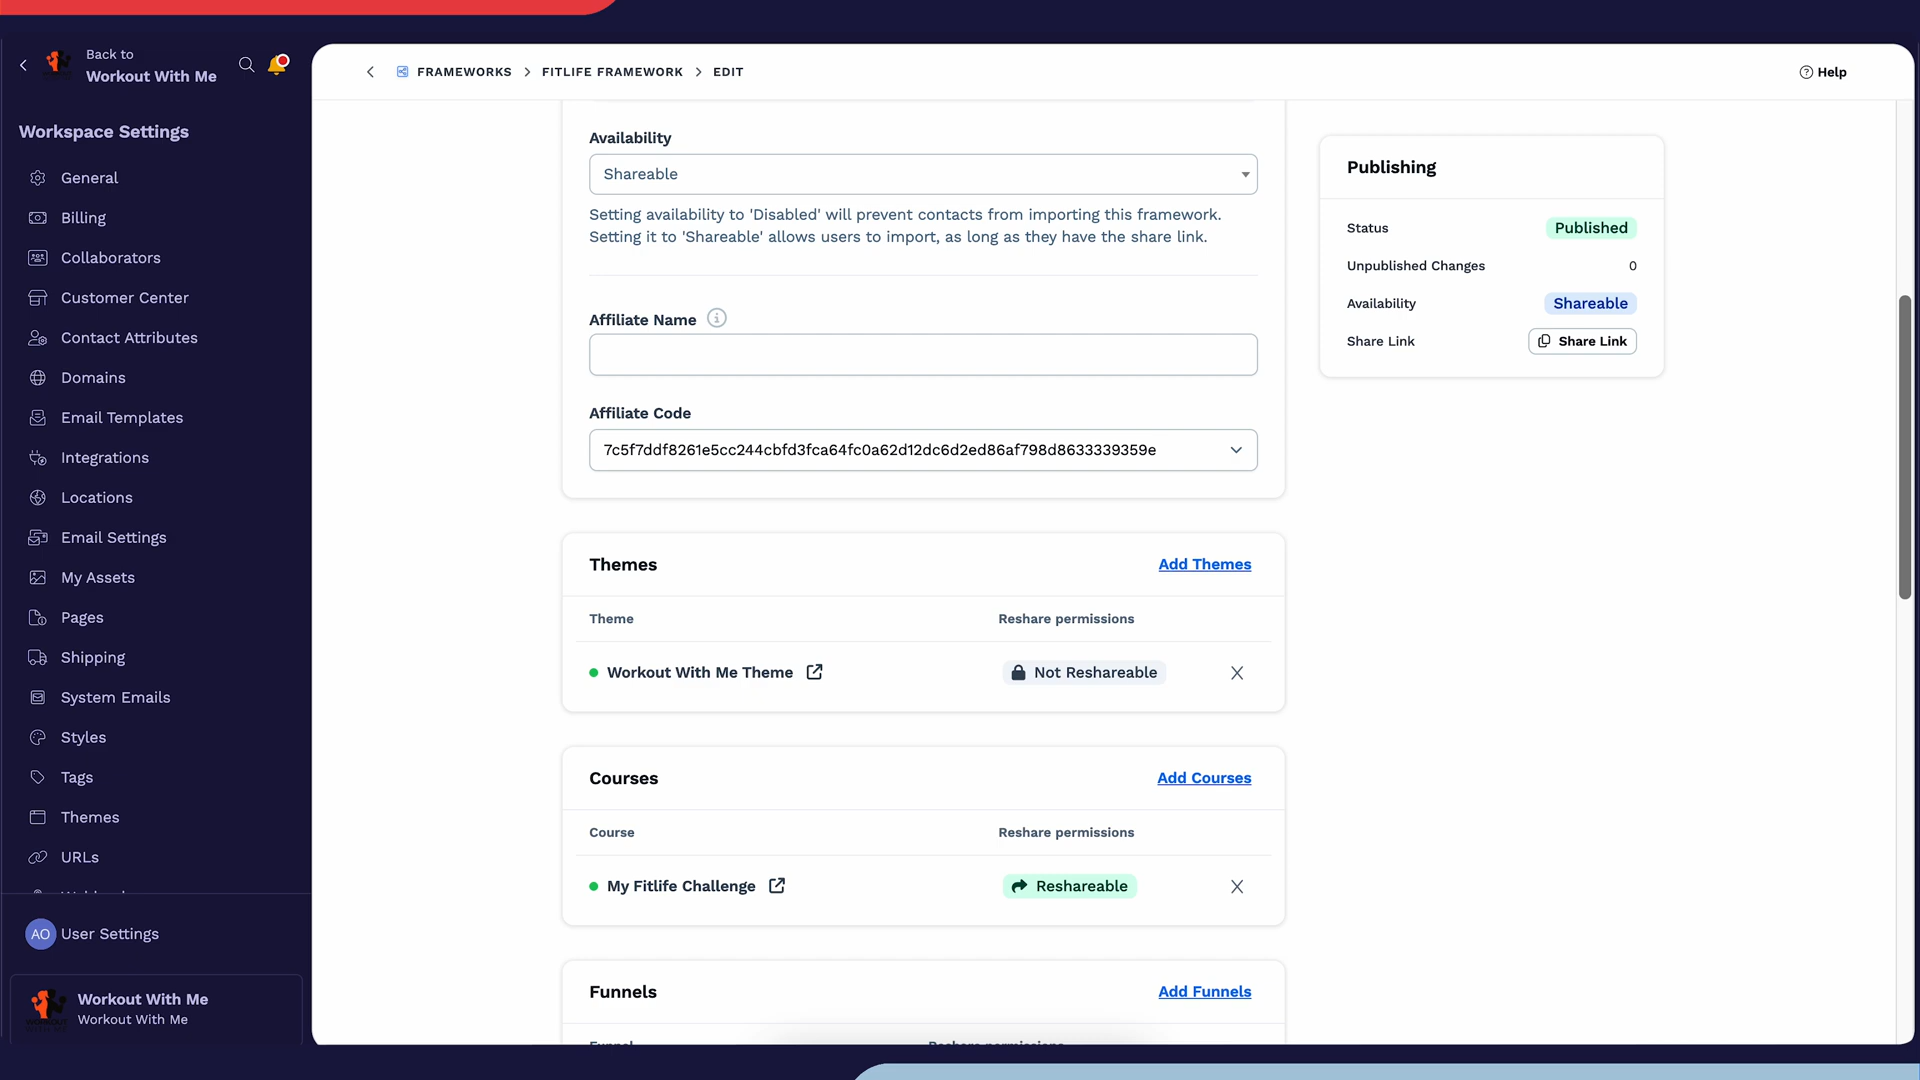 Back to
Workout With Me
Workspace Settings
General
Billing
Collaborators
Customer Center
Contact Attributes
Domains
Email Templates
Integrations
Locations
Email Settings
My Assets
Pages
Shipping
System Emails
Styles
Tags
Themes
URLs
AO User Settings
Workout With Me
Workout With Me
FRAMEWORKS > FITLIFE FRAMEWORK > EDIT
Help
Availability
Shareable
Setting availability to 'Disabled' will prevent contacts from importing this framework.
Setting it to 'Shareable' allows users to import, as long as they have the share link.
Affiliate Name
Affiliate Code
7c5f7ddf8261e5cc244cbfd3fca64fc0a62d12dc6d2ed86af798d8633339359e
Themes Add Themes
Theme Reshare permissions
Workout With Me Theme Not Reshareable
Courses Add Courses
Course Reshare permissions
My Fitlife Challenge Reshareable
Funnels Add Funnels
Funnel Reshare permissions
Publishing
Status Published
Unpublished Changes 0
Availability Shareable
Share Link Share Link